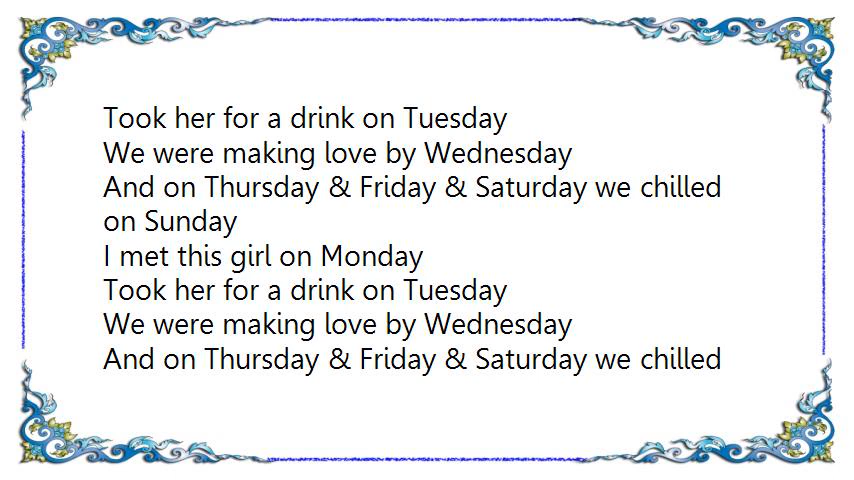 Took her for a drink on Tuesday
We were making love by Wednesday
And on Thursday & Friday & Saturday we chilled
on Sunday
I met this girl on Monday
Took her for a drink on Tuesday
We were making love by Wednesday
And on Thursday & Friday & Saturday we chilled